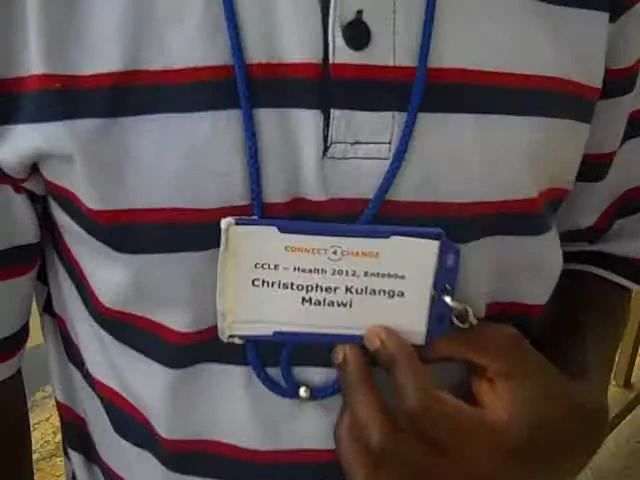 CONNECT 4 CHANGE
CCLE – Health 2012, Entebbe
Christopher Kulanga
Malawi